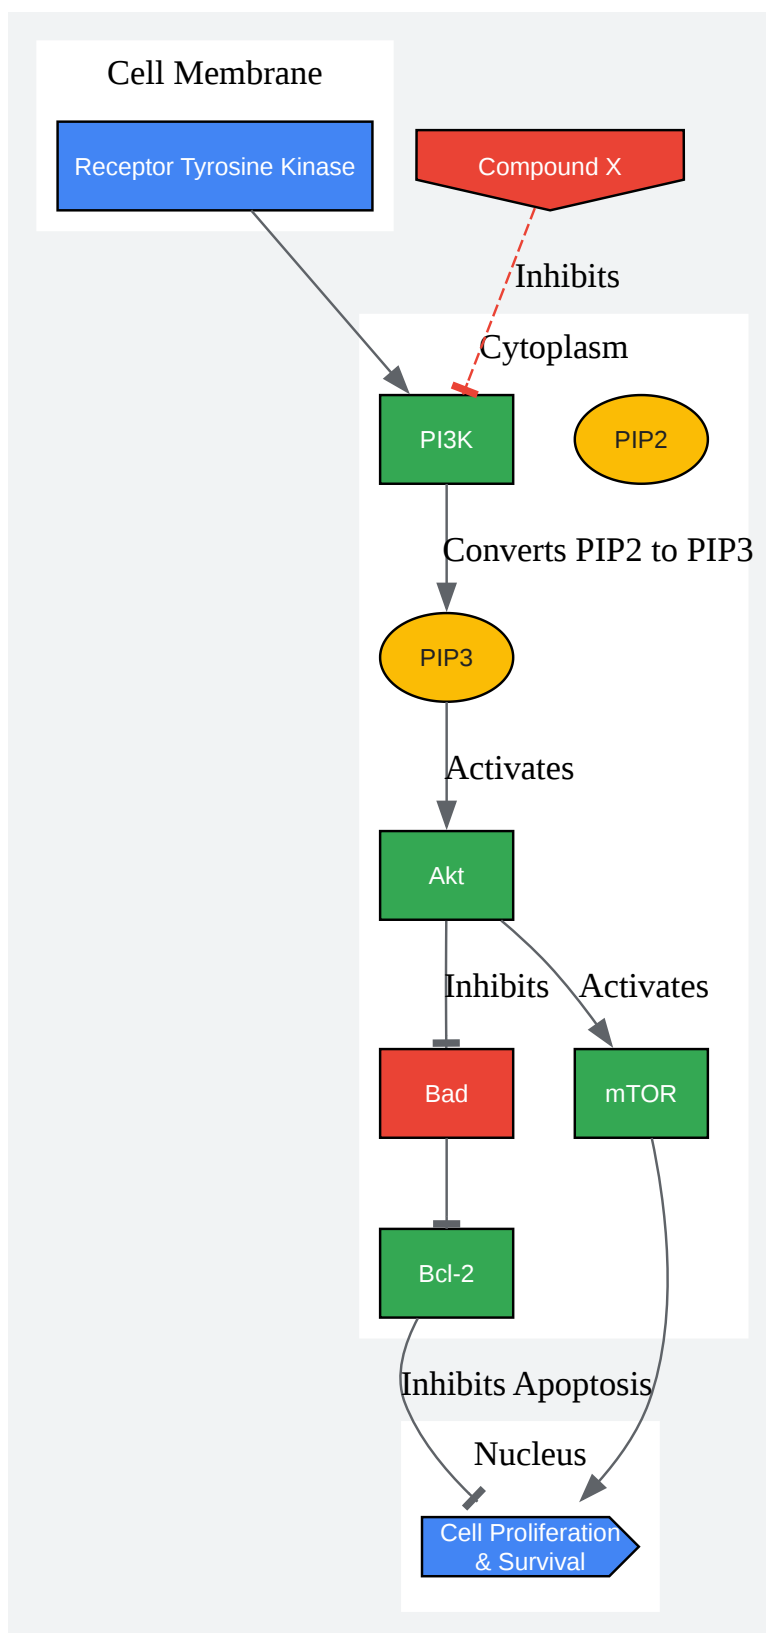 Cell Membrane
Receptor Tyrosine Kinase
Compound X
Inhibits
Cytoplasm
PI3K
PIP2
Converts PIP2 to PIP3
PIP3
Activates
Akt
Inhibits
Activates
Bad
mTOR
Bcl-2
Inhibits Apoptosis
Nucleus
Cell Proliferation
& Survival